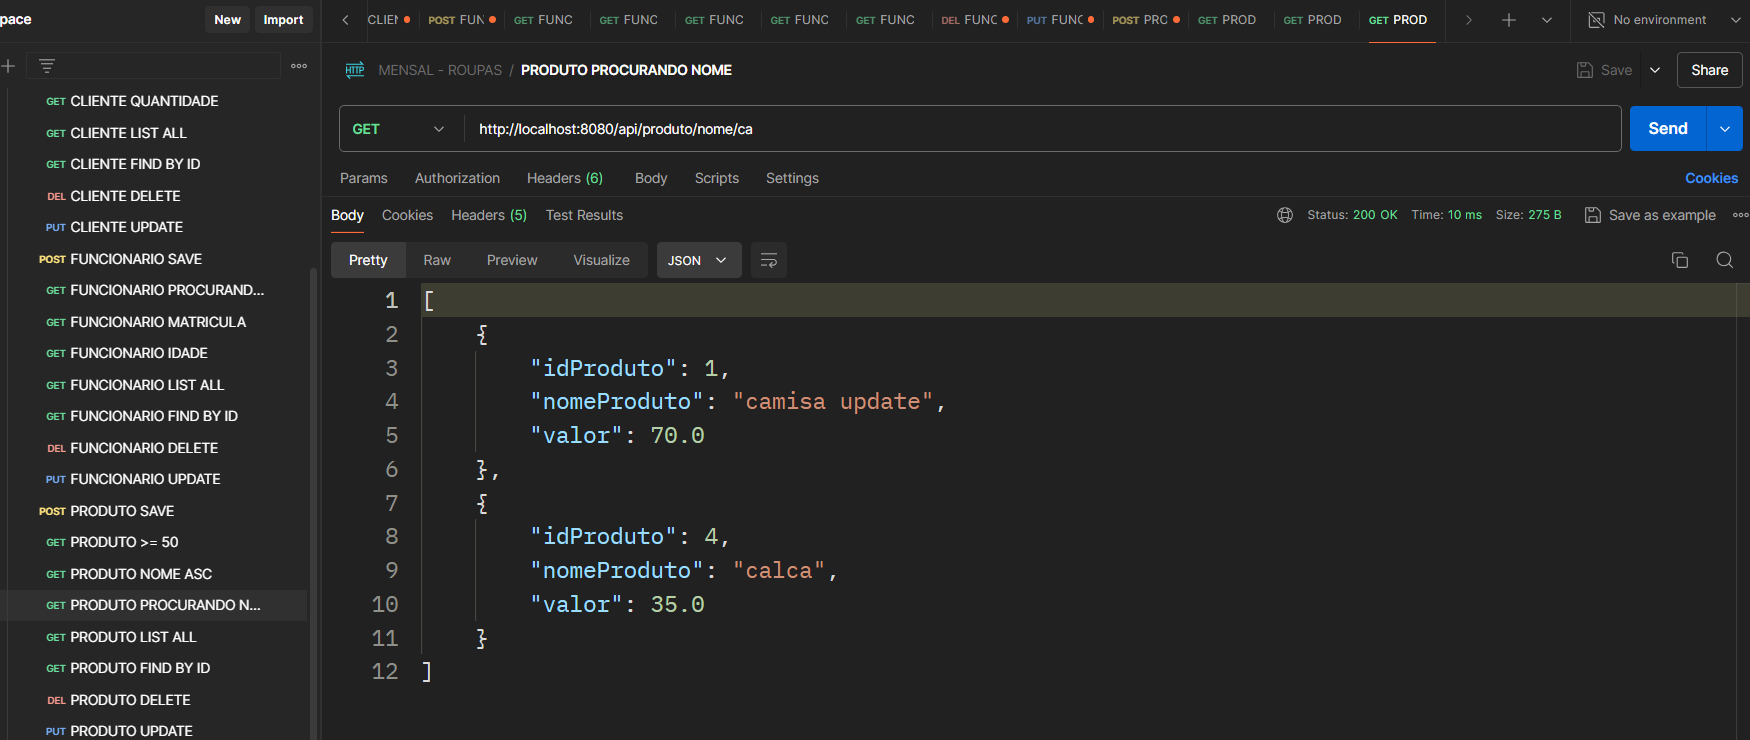 pace
New Import
CLIEN POST FUN GET FUNC GET FUNC GET FUNC GET FUNC GET FUNC DEL FUNC PUT FUNC POST PRO GET PROD GET PROD GET PROD No environment
MENSAL - ROUPAS / PRODUTO PROCURANDO NOME Save Share
GET http://localhost:8080/api/produto/nome/ca Send
Params Authorization Headers (6) Body Scripts Settings Cookies
Body Cookies Headers (5) Test Results Status: 200 OK Time: 10 ms Size: 275 B Save as example
Pretty Raw Preview Visualize JSON
GET CLIENTE QUANTIDADE
GET CLIENTE LIST ALL
GET CLIENTE FIND BY ID
DEL CLIENTE DELETE
PUT CLIENTE UPDATE
POST FUNCIONARIO SAVE
GET FUNCIONARIO PROCURAND...
GET FUNCIONARIO MATRICULA
GET FUNCIONARIO IDADE
GET FUNCIONARIO LIST ALL
GET FUNCIONARIO FIND BY ID
DEL FUNCIONARIO DELETE
PUT FUNCIONARIO UPDATE
POST PRODUTO SAVE
GET PRODUTO >= 50
GET PRODUTO NOME ASC
GET PRODUTO PROCURANDO N...
GET PRODUTO LIST ALL
GET PRODUTO FIND BY ID
DEL PRODUTO DELETE
PUT PRODUTO UPDATE
1 [
2 {
3 "idProduto": 1,
4 "nomeProduto": "camisa update",
5 "valor": 70.0
6 },
7 {
8 "idProduto": 4,
9 "nomeProduto": "calca",
10 "valor": 35.0
11 }
12 ]